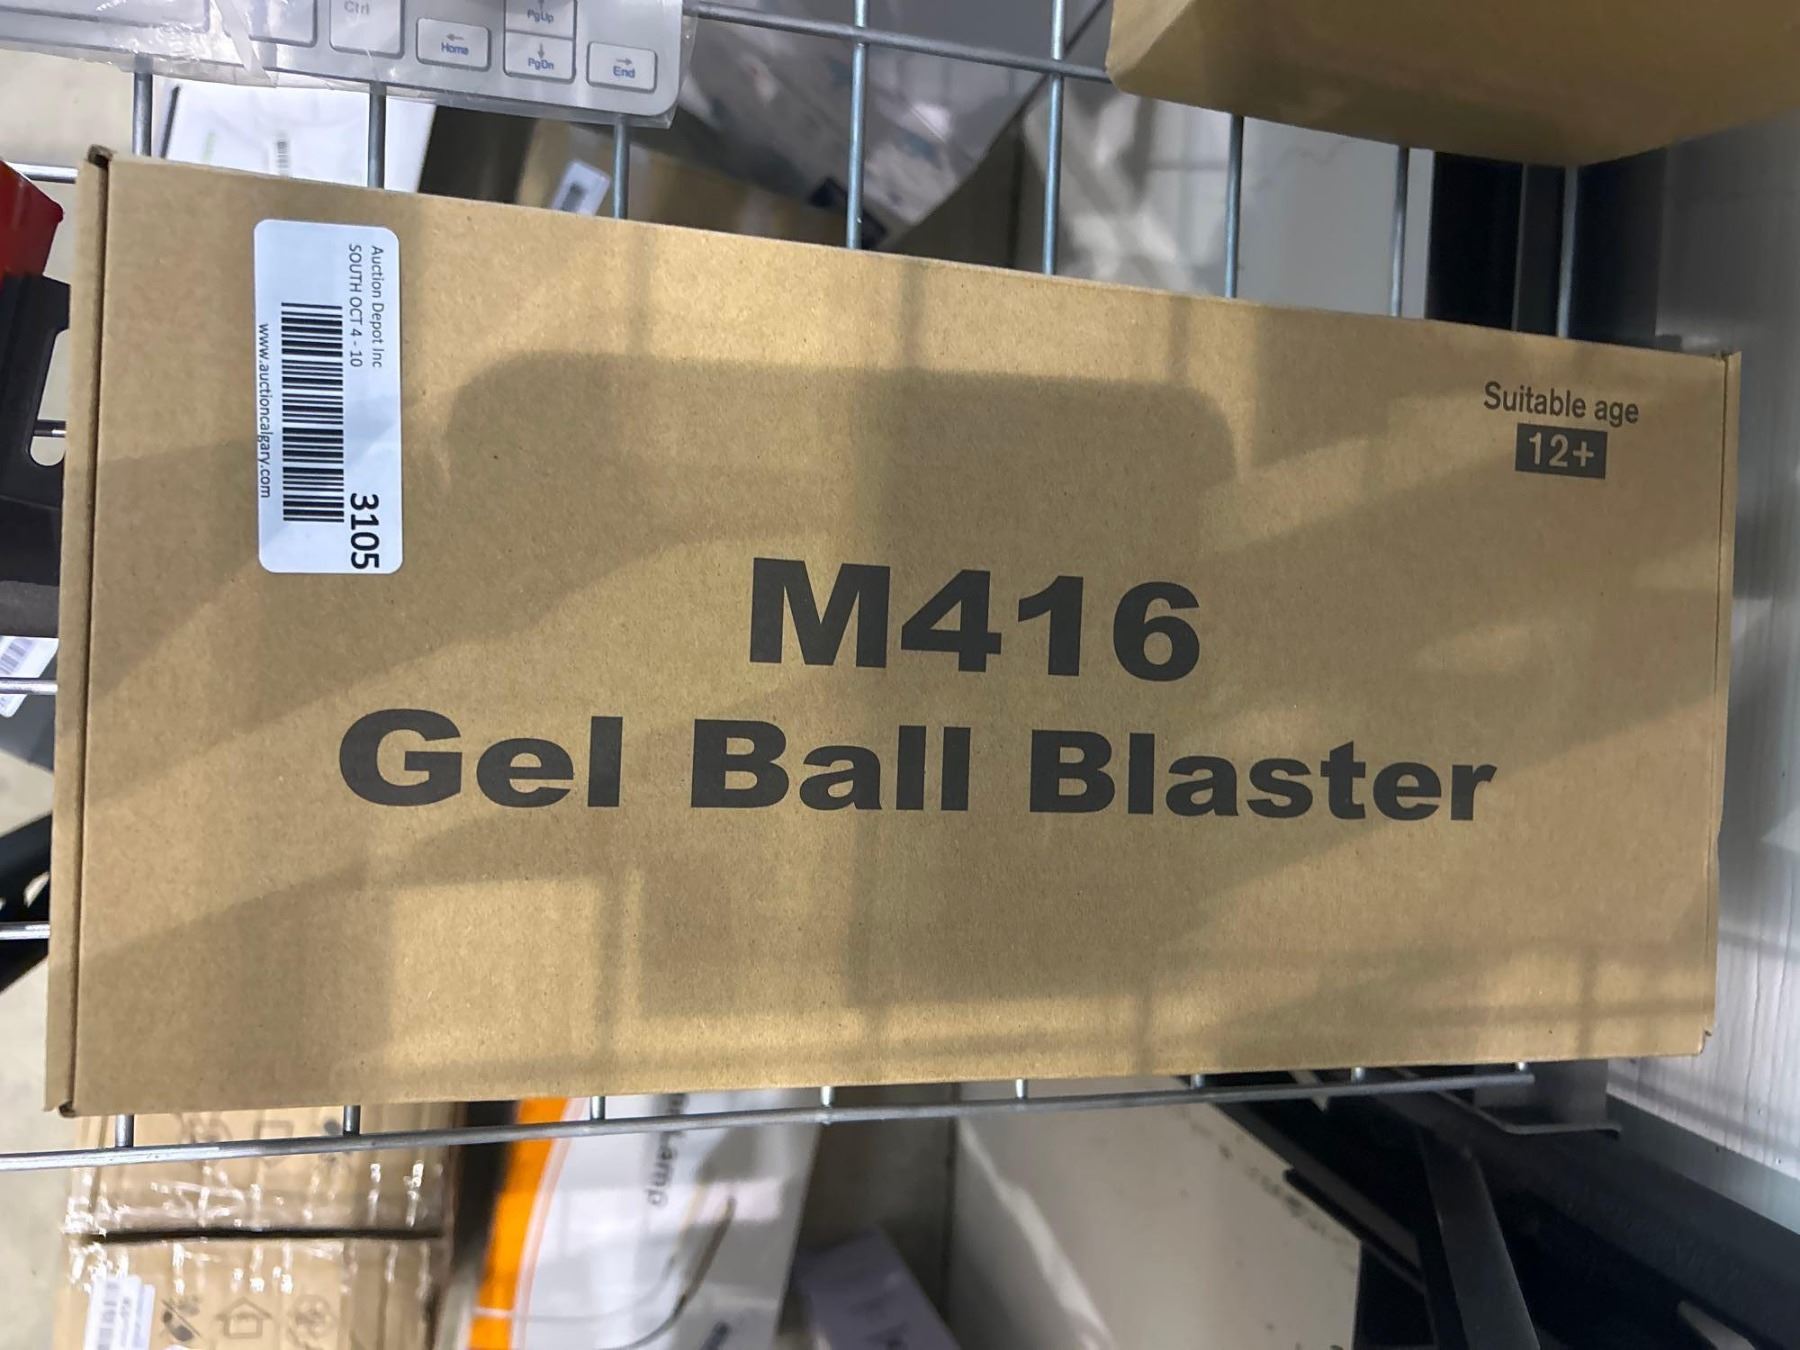 Ctrl
PgUp
Home
PgDn
End
Auction Depot Inc
SOUTH OCT 4 - 10
3105
www.auctioncalgary.com
Suitable age
12+
M416
Gel Ball Blaster